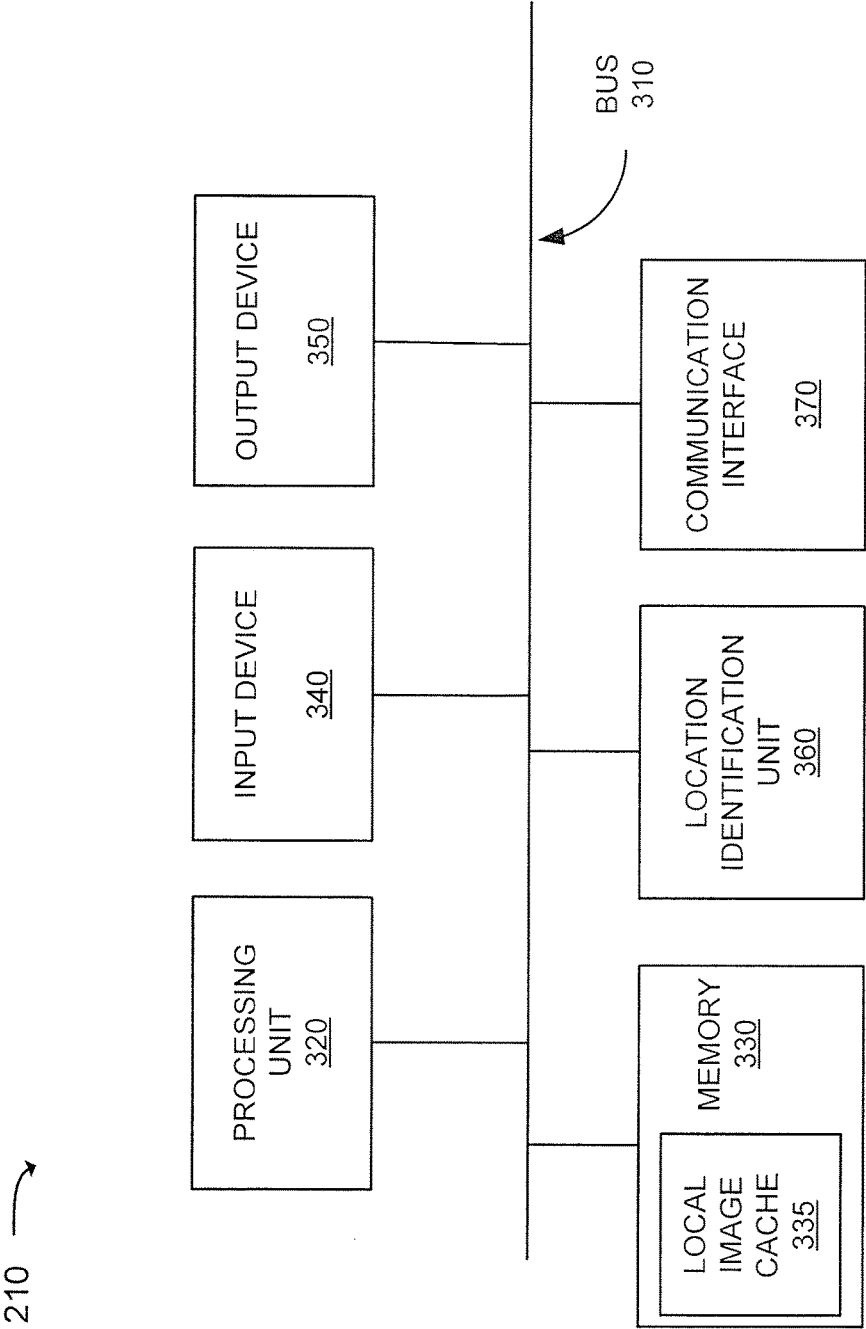 210
PROCESSING
UNIT
320
INPUT DEVICE
340
OUTPUT DEVICE
350
BUS
310
MEMORY
330
LOCAL
IMAGE
CACHE
335
LOCATION
IDENTIFICATION
UNIT
360
COMMUNICATION
INTERFACE
370